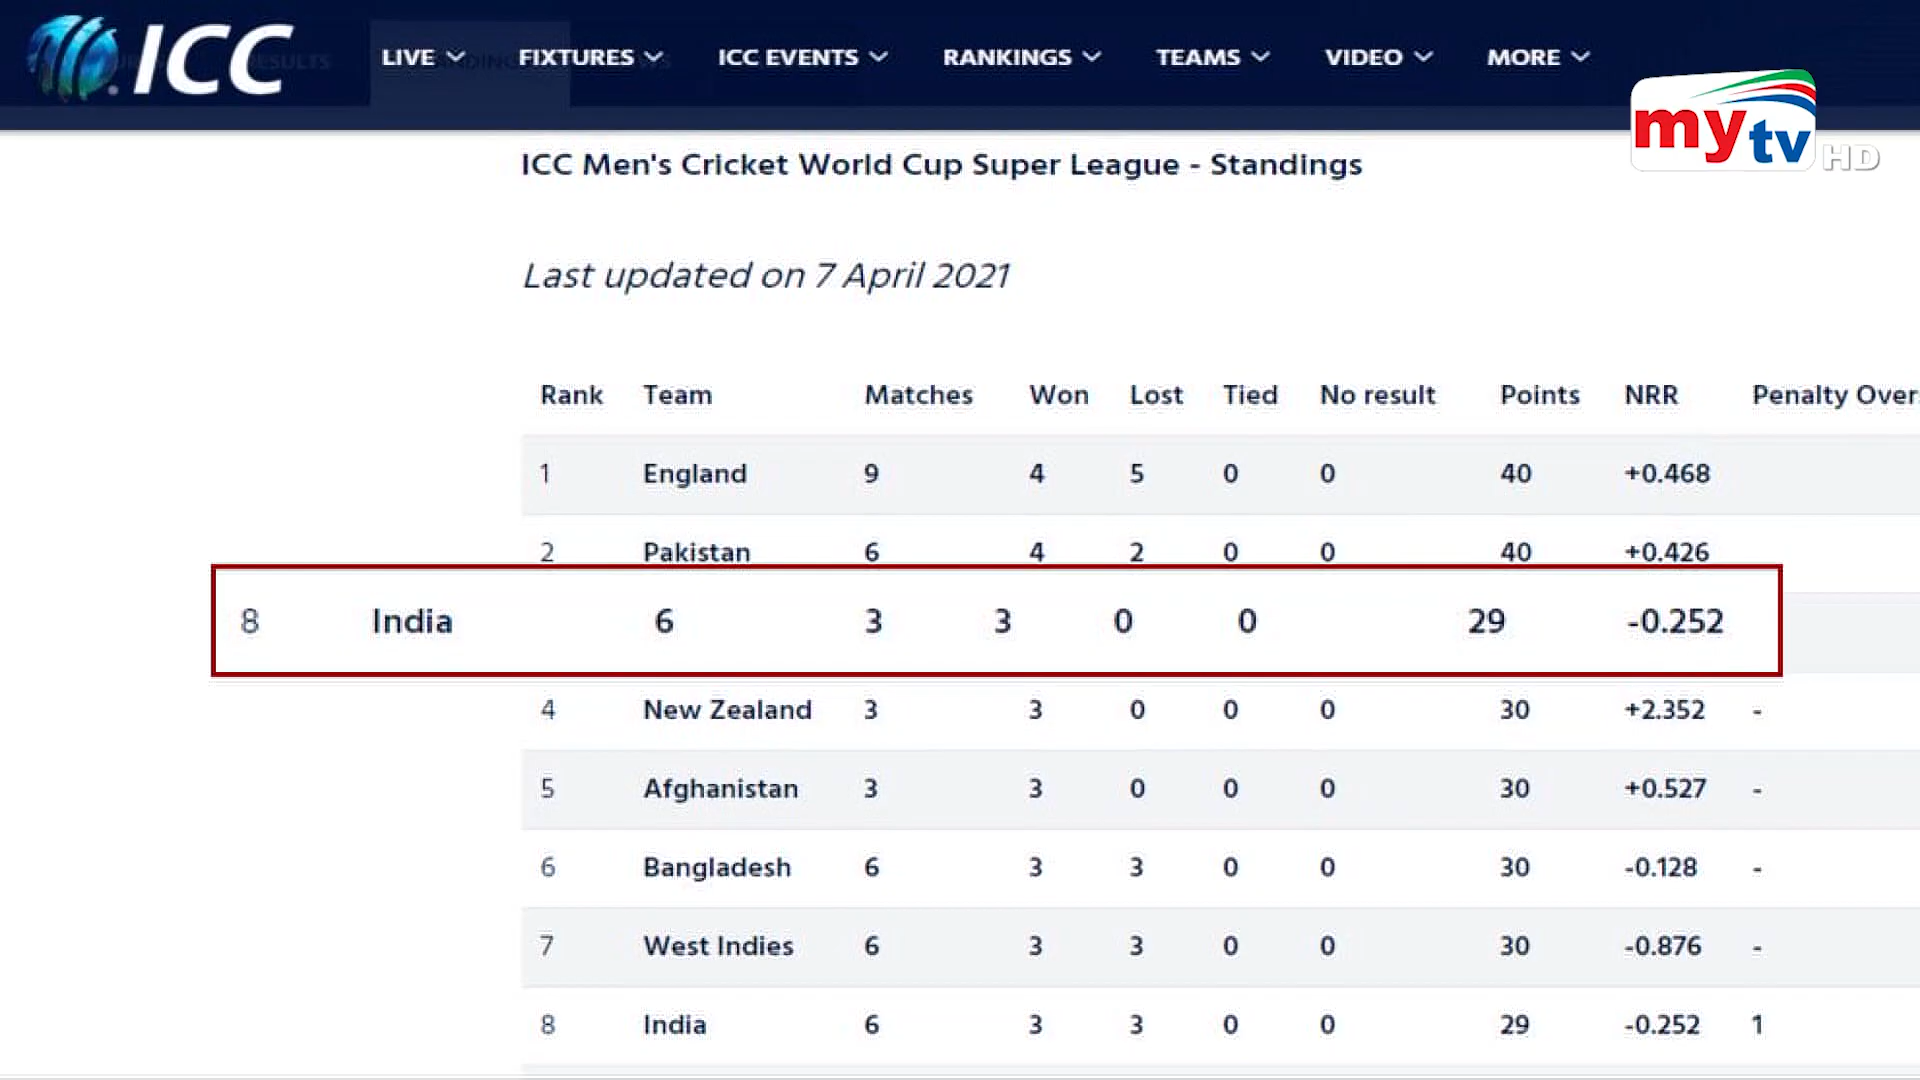 ICC
LIVE FIXTURES ICC EVENTS RANKINGS TEAMS VIDEO MORE
mytv HD
ICC Men's Cricket World Cup Super League - Standings
Last updated on 7 April 2021
Rank Team Matches Won Lost Tied No result Points NRR Penalty Over
1 England 9 4 5 0 0 40 +0.468
2 Pakistan 6 4 2 0 0 40 +0.426
8 India 6 3 3 0 0 29 -0.252
4 New Zealand 3 3 0 0 0 30 +2.352 -
5 Afghanistan 3 3 0 0 0 30 +0.527 -
6 Bangladesh 6 3 3 0 0 30 -0.128 -
7 West Indies 6 3 3 0 0 30 -0.876 -
8 India 6 3 3 0 0 29 -0.252 1